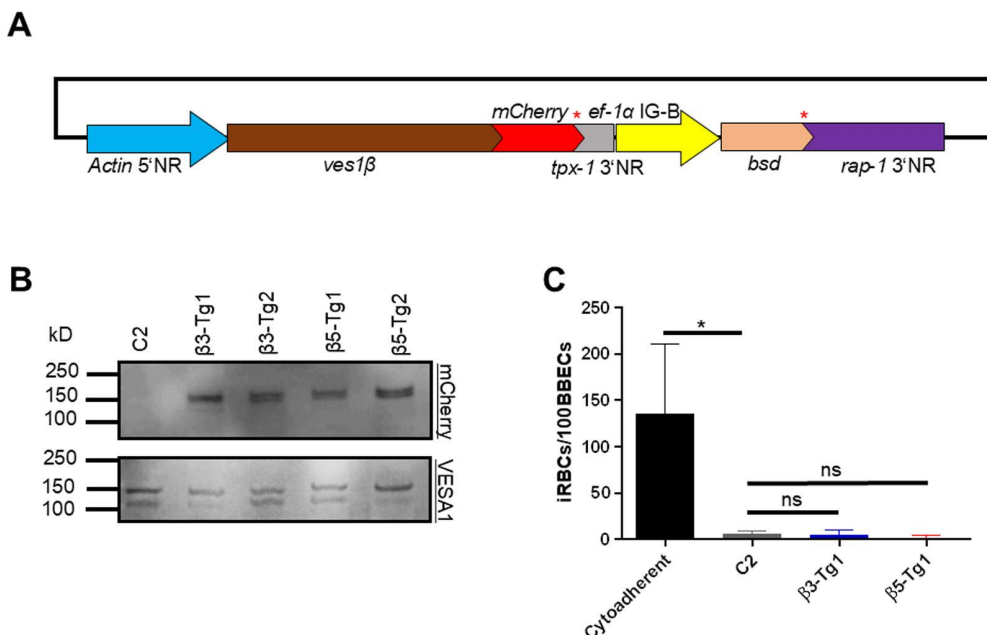 A
mCherry * ef-1α IG-B *
Actin 5'NR ves1β tpx-1 3'NR bsd rap-1 3'NR
B
kD C2 β3-Tg1 β3-Tg2 β5-Tg1 β5-Tg2
250
150
100
mCherry
250
150
100
VESA1
C
iRBCs/100BBECs
250
200
150
100
50
0
*
ns
ns
Cytoadherent C2 β3-Tg1 β5-Tg1